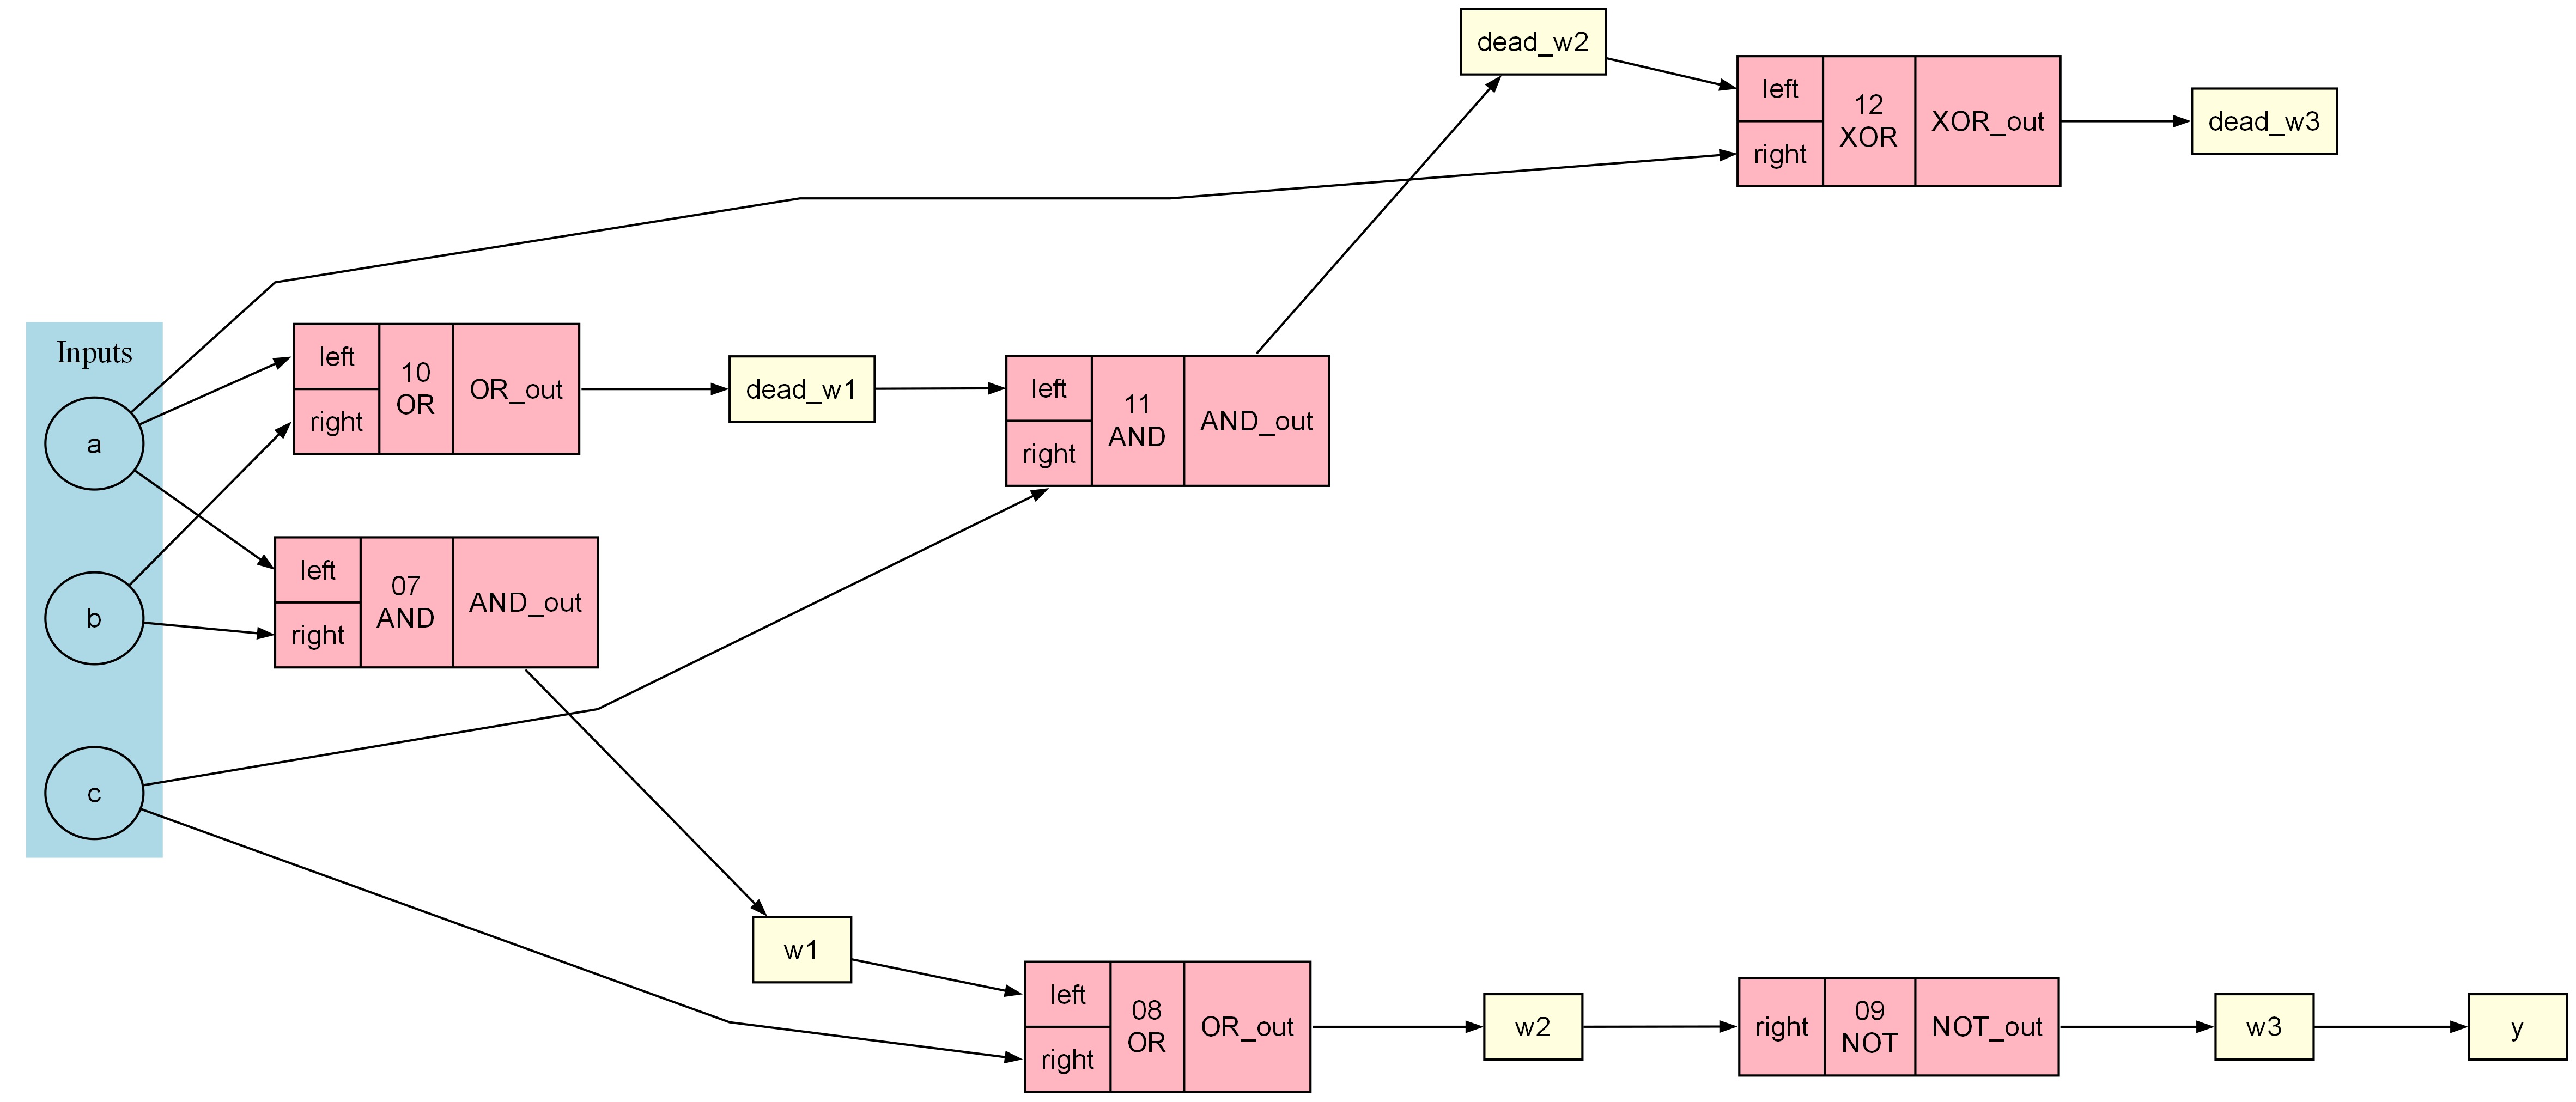 dead_w2
left
right
12
XOR
XOR_out
dead_w3
Inputs
a
b
c
left
right
10
OR
OR_out
dead_w1
left
right
11
AND
AND_out
left
right
07
AND
AND_out
w1
left
right
08
OR
OR_out
w2
right
09
NOT
NOT_out
w3
y